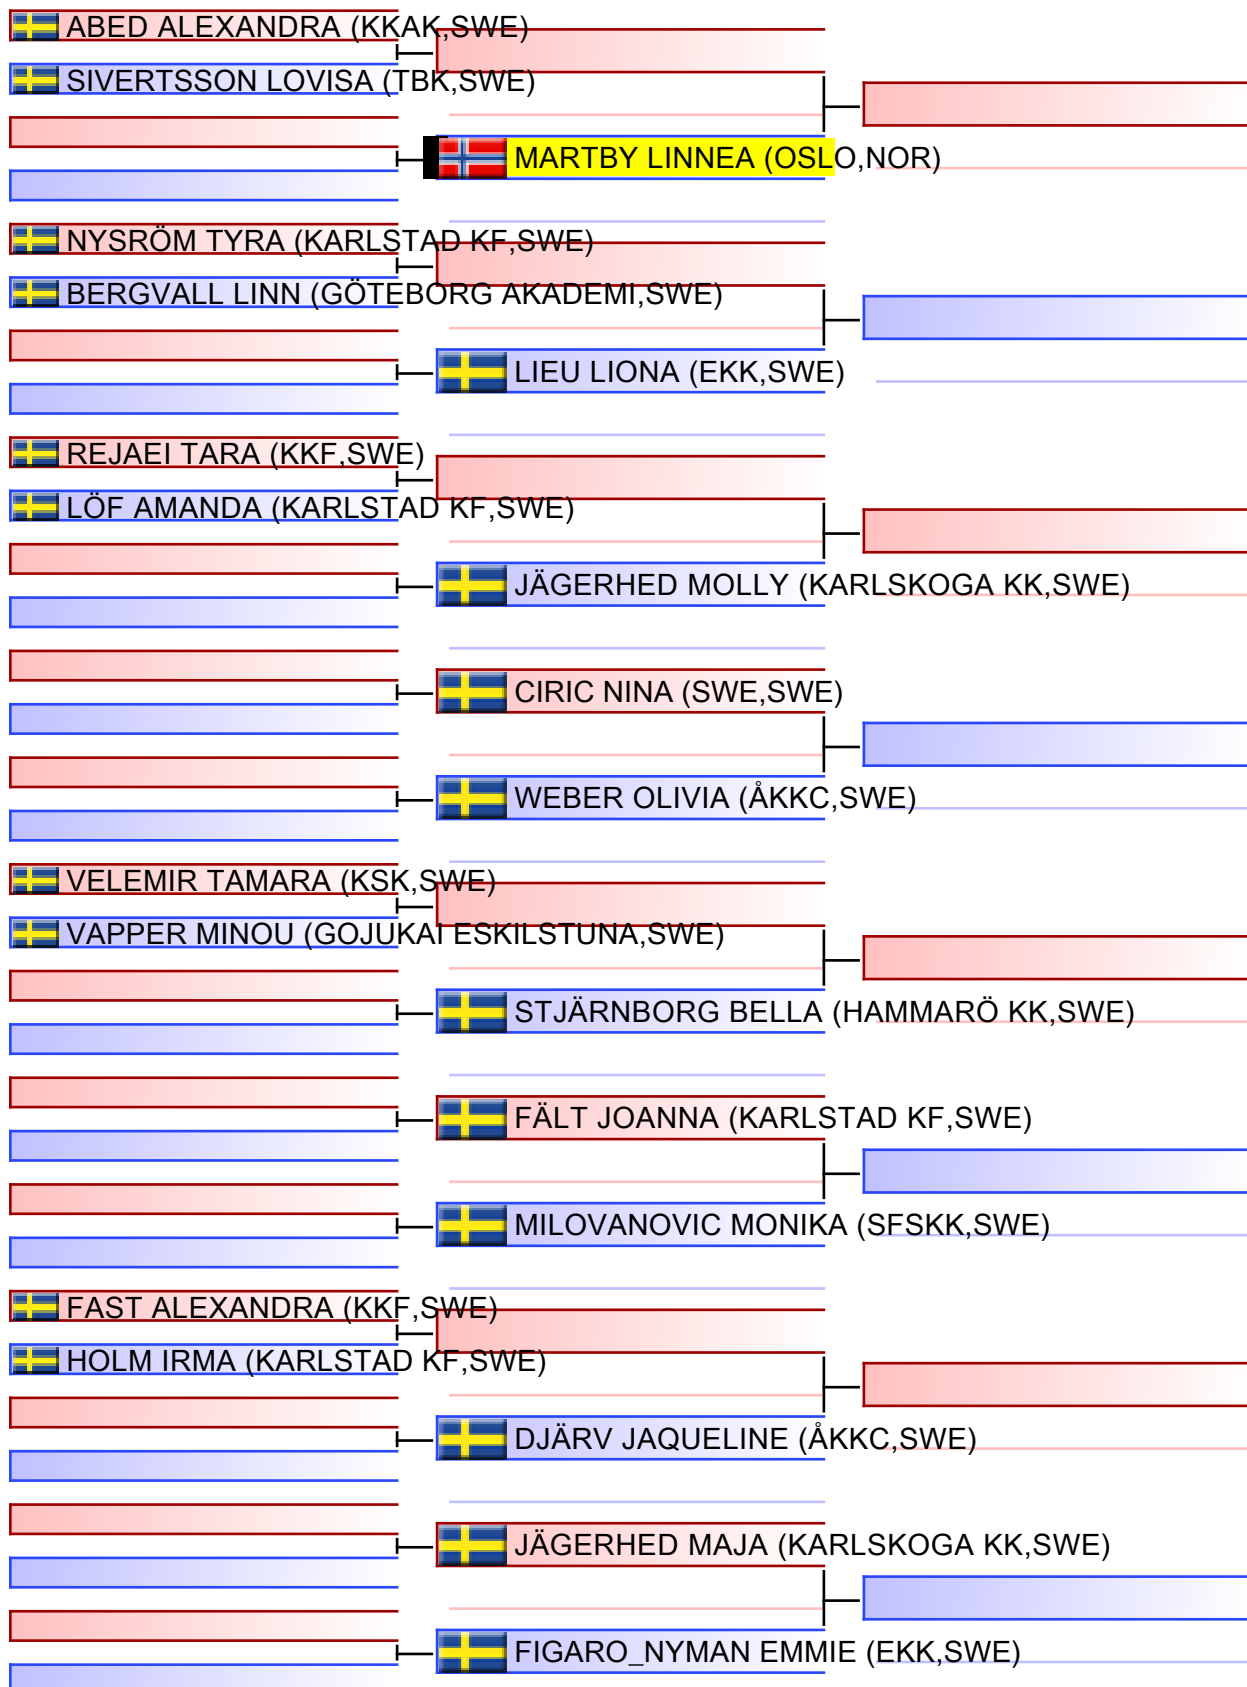 ABED ALEXANDRA (KKAK,SWE)
SIVERTSSON LOVISA (TBK,SWE)
MARTBY LINNEA (OSLO,NOR)
NYSRÖM TYRA (KARLSTAD KF,SWE)
BERGVALL LINN (GÖTEBORG AKADEMI,SWE)
LIEU LIONA (EKK,SWE)
REJAEI TARA (KKF,SWE)
LÖF AMANDA (KARLSTAD KF,SWE)
JÄGERHED MOLLY (KARLSKOGA KK,SWE)
CIRIC NINA (SWE,SWE)
WEBER OLIVIA (ÅKKC,SWE)
VELEMIR TAMARA (KSK,SWE)
VAPPER MINOU (GOJUKAI ESKILSTUNA,SWE)
STJÄRNBORG BELLA (HAMMARÖ KK,SWE)
FÄLT JOANNA (KARLSTAD KF,SWE)
MILOVANOVIC MONIKA (SFSKK,SWE)
FAST ALEXANDRA (KKF,SWE)
HOLM IRMA (KARLSTAD KF,SWE)
DJÄRV JAQUELINE (ÅKKC,SWE)
JÄGERHED MAJA (KARLSKOGA KK,SWE)
FIGARO_NYMAN EMMIE (EKK,SWE)